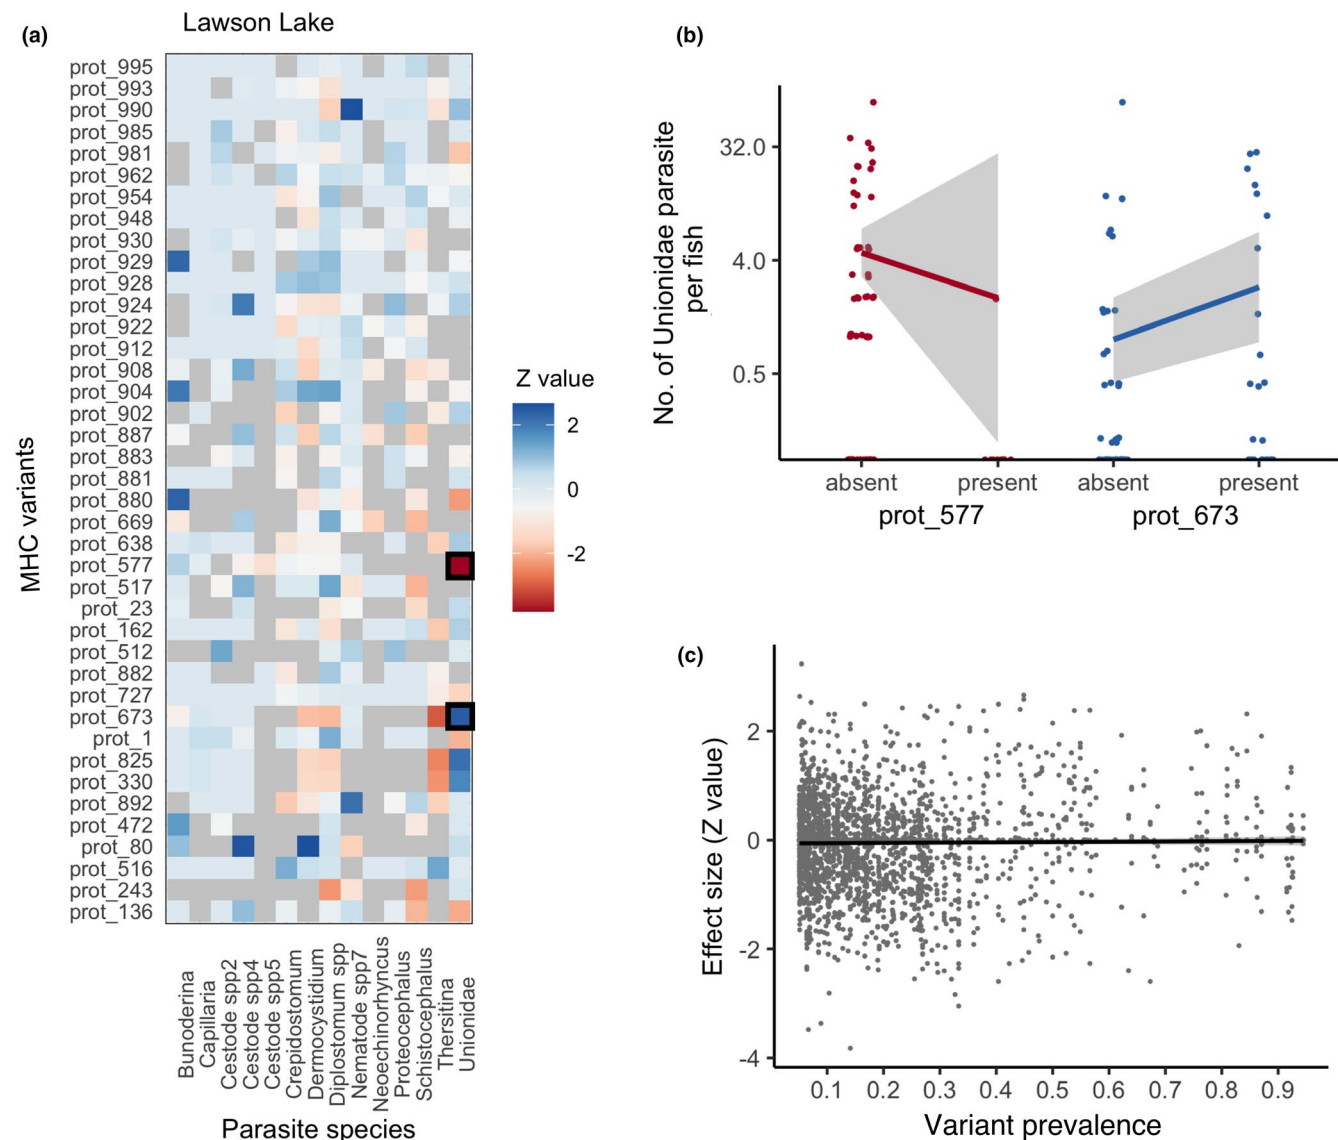 (a)
Lawson Lake
prot_995
prot_993
prot_990
prot_985
prot_981
prot_962
prot_954
prot_948
prot_930
prot_929
prot_928
prot_924
prot_922
prot_912
prot_908
prot_904
prot_902
prot_887
prot_883
prot_881
prot_880
prot_669
prot_638
prot_577
prot_517
prot_23
prot_162
prot_512
prot_882
prot_727
prot_673
prot_1
prot_825
prot_330
prot_892
prot_472
prot_80
prot_516
prot_243
prot_136
MHC variants
Bunoderina
Capillaria
Cestode spp2
Cestode spp4
Cestode spp5
Crepidostomum
Dermocystidium
Diplostomum spp
Nematode spp7
Neoechinorhyncus
Proteocephalus
Schistocephalus
Thersitina
Unionidae
Parasite species
Z value
2
0
-2
(b)
No. of Unionidae parasite
per fish
32.0
4.0
0.5
absent
present
absent
present
prot_577
prot_673
(c)
Effect size (Z value)
2
0
-2
-4
0.1
0.2
0.3
0.4
0.5
0.6
0.7
0.8
0.9
Variant prevalence